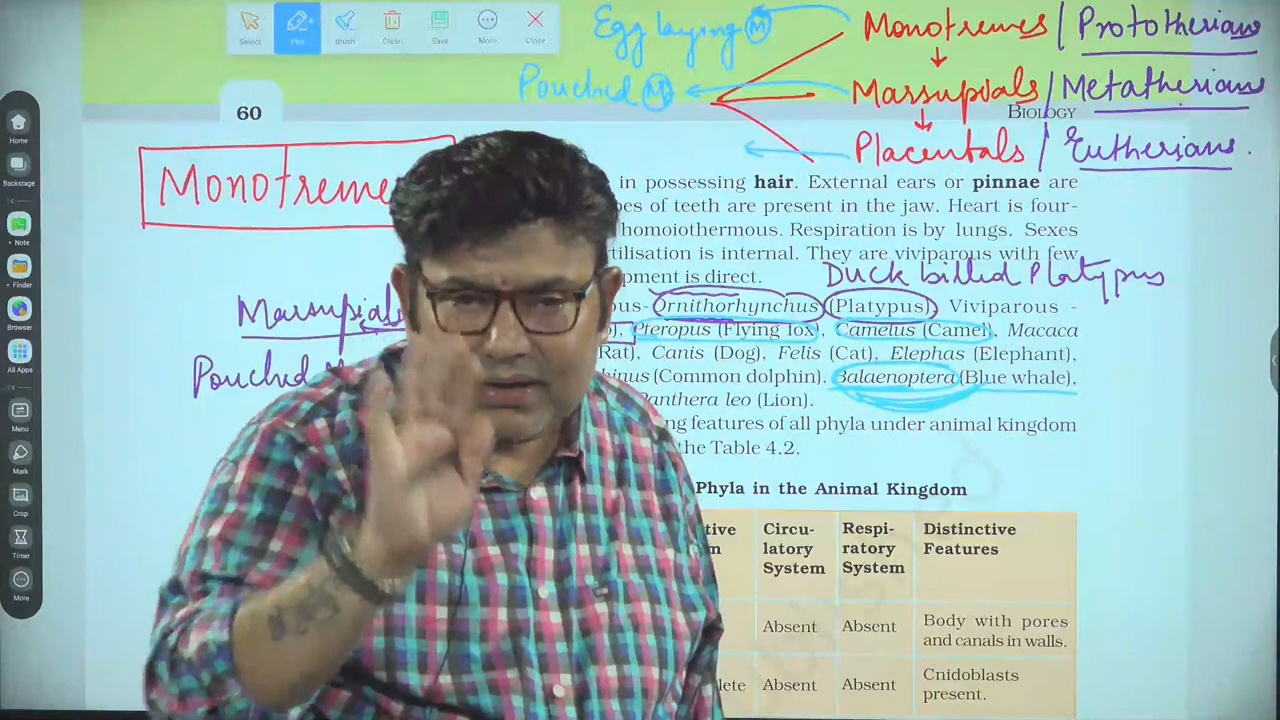 Select
Pen
Brush
Clean
Save
More
Close
Egg laying M
Monotremes / Prototherians
Pouched M
Marsupials / Metatherians
Placentals / Eutherians.
60
BIOLOGY
Monotreme
in possessing hair. External ears or pinnae are
pes of teeth are present in the jaw. Heart is four-
homoiothermous. Respiration is by lungs. Sexes
tilisation is internal. They are viviparous with few
pment is direct.
Duck billed Platypus
ous- Ornithorhynchus (Platypus), Viviparous -
Marsupials
Pteropus (Flying fox), Camelus (Camel), Macaca
Rat), Canis (Dog), Felis (Cat), Elephas (Elephant),
Pouched
hinus (Common dolphin), Balaenoptera (Blue whale),
Panthera leo (Lion).
ng features of all phyla under animal kingdom
the Table 4.2.
Phyla in the Animal Kingdom
tive
Circu-
latory
System
Respi-
ratory
System
Distinctive
Features
Absent
Absent
Body with pores
and canals in walls.
lete
Absent
Absent
Cnidoblasts
present.
Home
Backstage
Note
Finder
Browser
All Apps
Menu
Mark
Crop
Timer
More